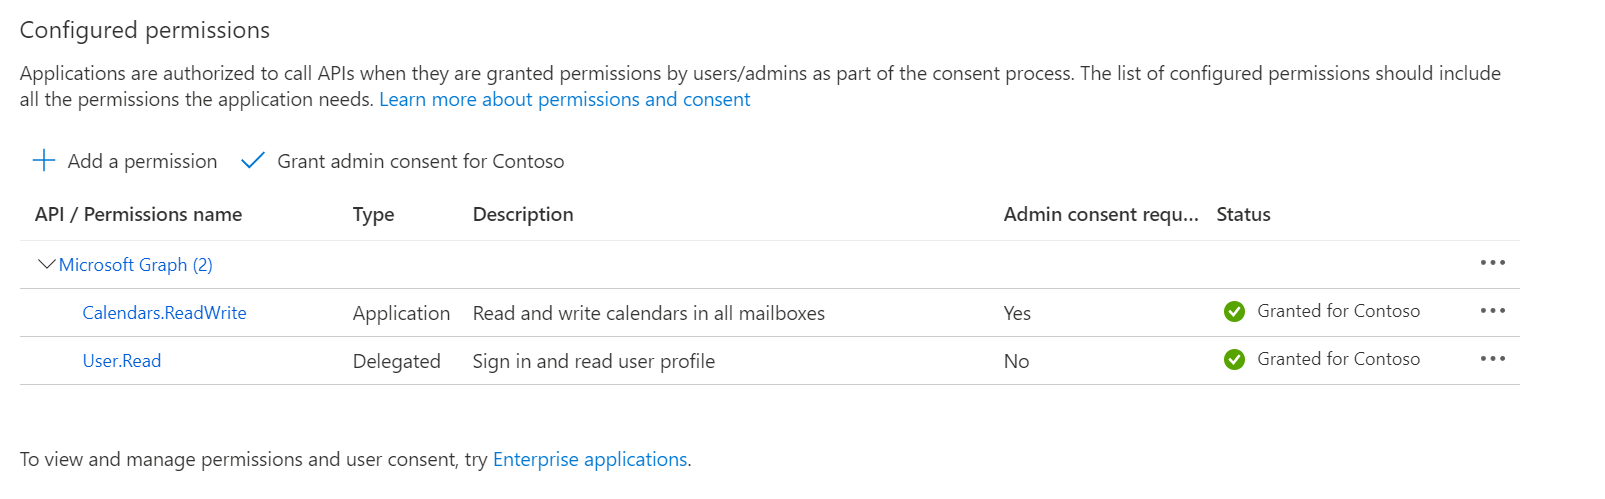 Configured permissions
Applications are authorized to call APIs when they are granted permissions by users/admins as part of the consent process. The list of configured permissions should include
all the permissions the application needs. Learn more about permissions and consent
Add a permission Grant admin consent for Contoso
API / Permissions name Type Description Admin consent requ... Status
Microsoft Graph (2)
Calendars.ReadWrite Application Read and write calendars in all mailboxes Yes Granted for Contoso
User.Read Delegated Sign in and read user profile No Granted for Contoso
To view and manage permissions and user consent, try Enterprise applications.